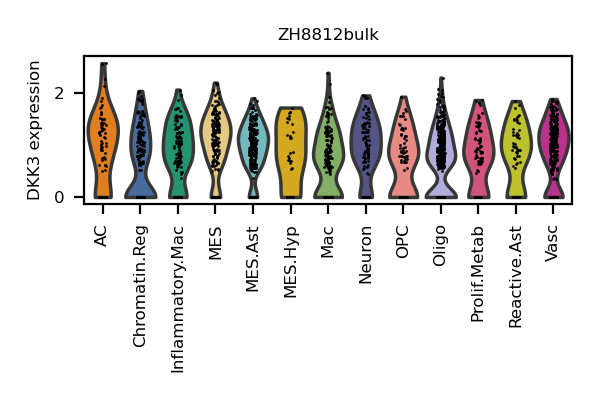 ZH8812bulk
DKK3 expression
2
0
AC
Chromatin.Reg
Inflammatory.Mac
MES
MES.Ast
MES.Hyp
Mac
Neuron
OPC
Oligo
Prolif.Metab
Reactive.Ast
Vasc